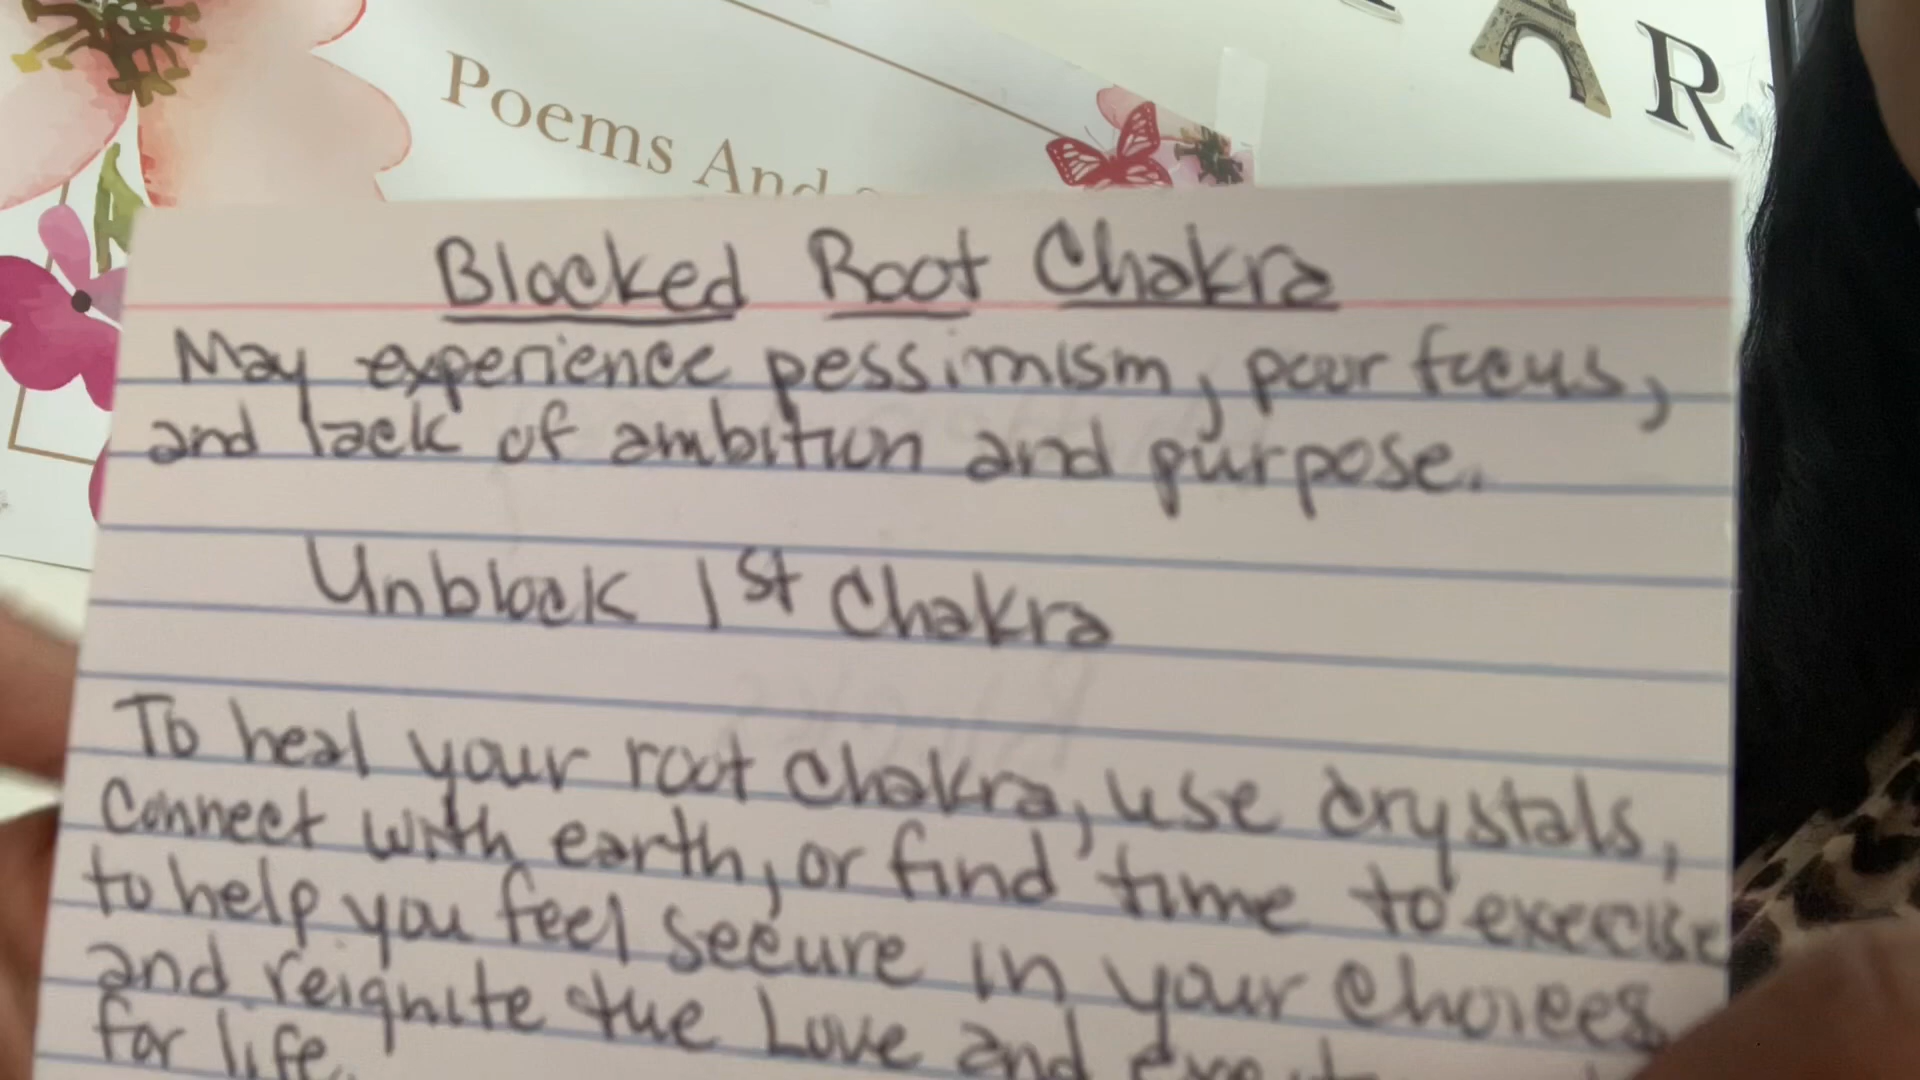 AR
Poems And
Blocked Root Chakra
May experience pessimism, poor focus,
and lack of ambition and purpose.
Unblock 1st Chakra
To heal your root Chakra, use crystals,
Connect with earth, or find time to exercise
to help you feel secure in your choices
and reignite the Love and
for life.